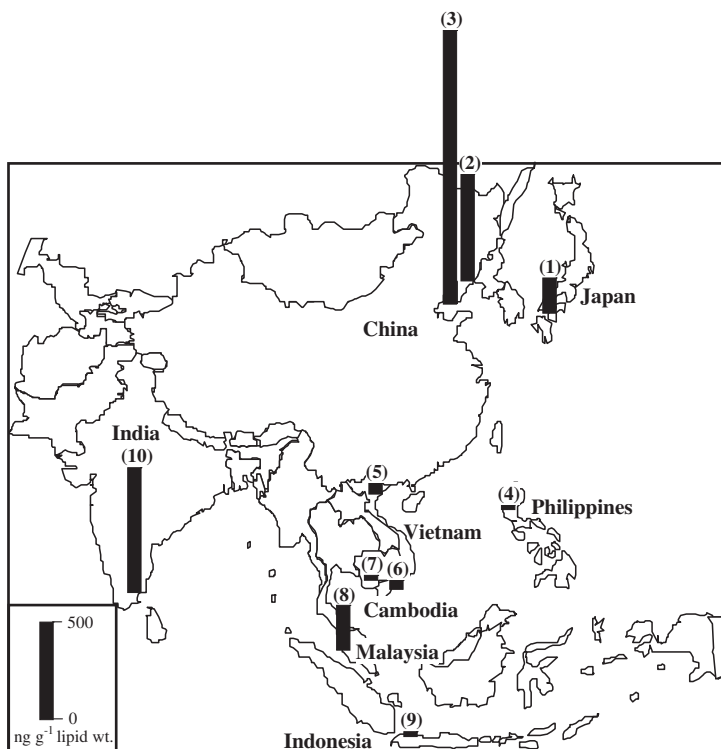 (3)
(2)
(1)
Japan
China
India
(10)
(5)
(4)
Philippines
Vietnam
(7)
(6)
(8)
Cambodia
Malaysia
500
0
ng g⁻¹ lipid wt.
(9)
Indonesia